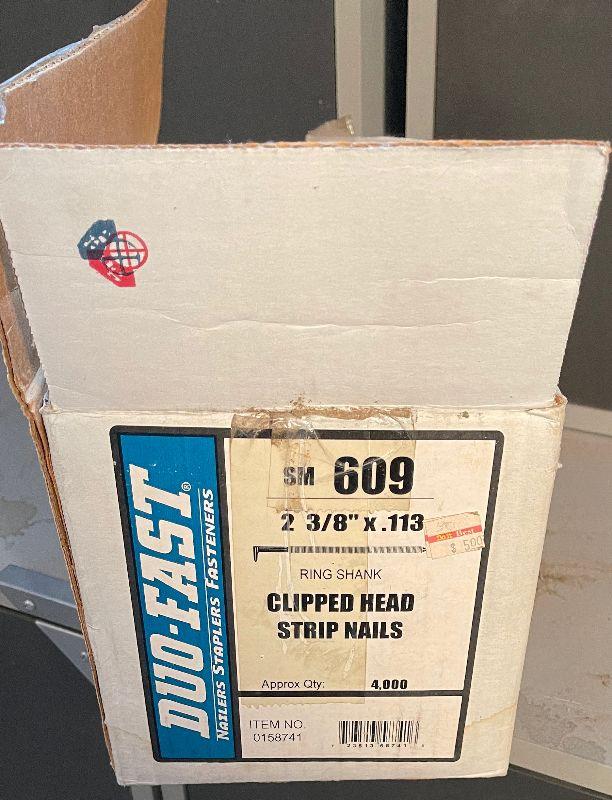 SM 609
2 3/8" x .113
$ 5.00
RING SHANK
CLIPPED HEAD
STRIP NAILS
Approx Qty: 4,000
ITEM NO.
0158741
DUO-FAST®
NAILERS STAPLERS FASTENERS